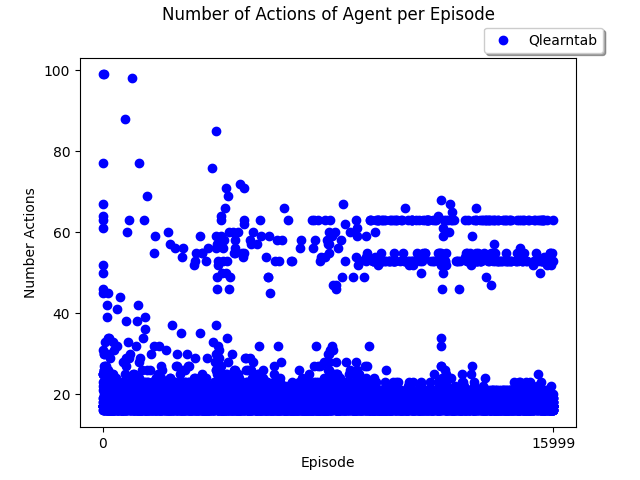 Number of Actions of Agent per Episode
Qlearntab
100
80
60
40
20
Number Actions
0
15999
Episode